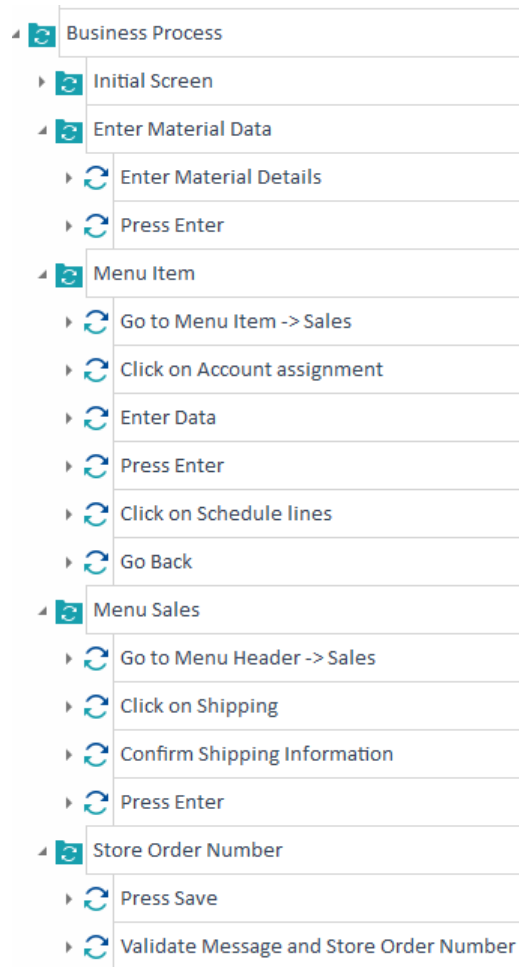 Business Process
Initial Screen
Enter Material Data
Enter Material Details
Press Enter
Menu Item
Go to Menu Item -> Sales
Click on Account assignment
Enter Data
Press Enter
Click on Schedule lines
Go Back
Menu Sales
Go to Menu Header -> Sales
Click on Shipping
Confirm Shipping Information
Press Enter
Store Order Number
Press Save
Validate Message and Store Order Number